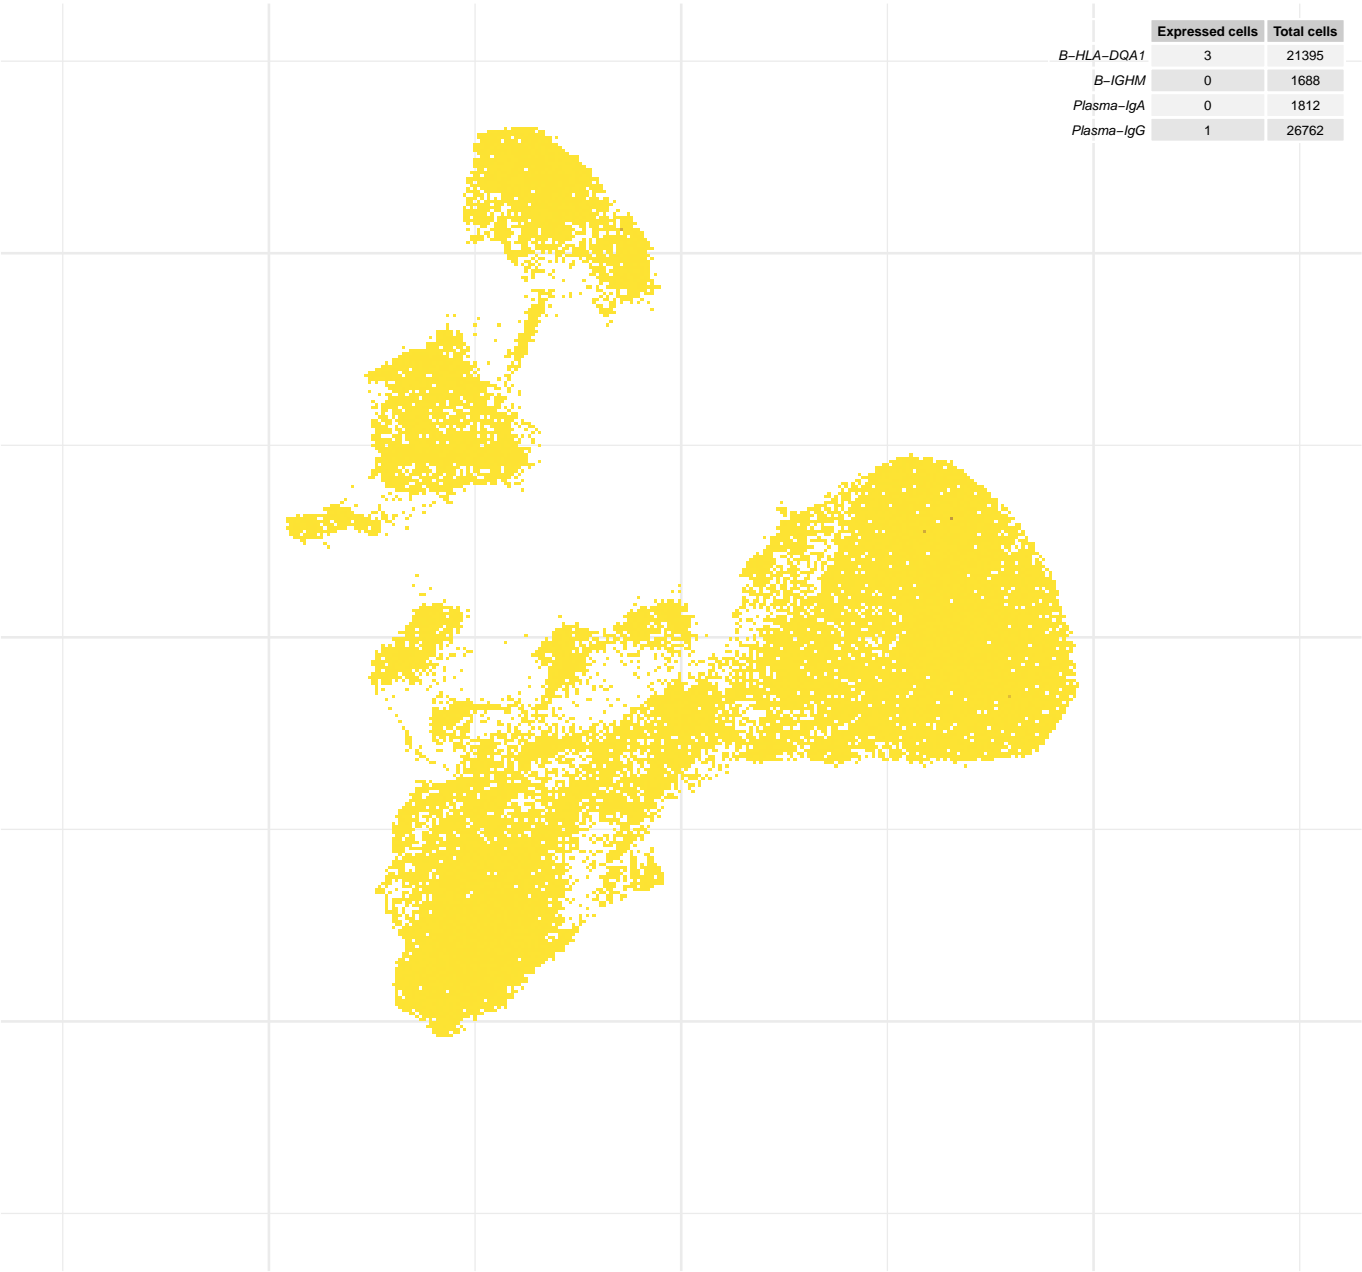 Expressed cells Total cells
B−HLA−DQA1 3 21395
B−IGHM 0 1688
Plasma−IgA 0 1812
Plasma−IgG 1 26762